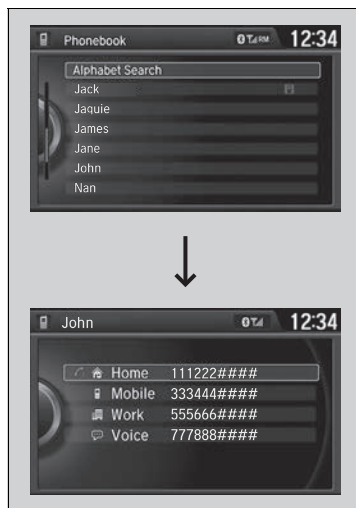 Phonebook RM 12:34
Alphabet Search
Jack
Jaquie
James
Jane
John
Nan
John 12:34
Home 111222####
Mobile 333444####
Work 555666####
Voice 777888####